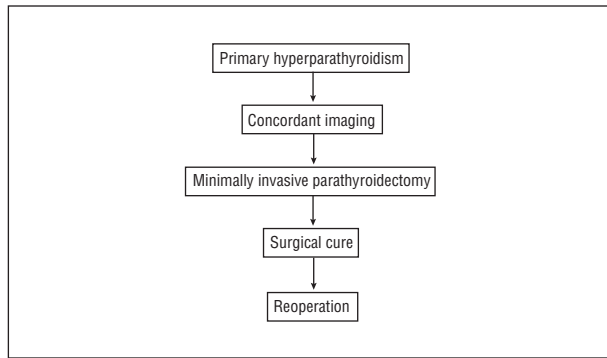 Primary hyperparathyroidism
Concordant imaging
Minimally invasive parathyroidectomy
Surgical cure
Reoperation